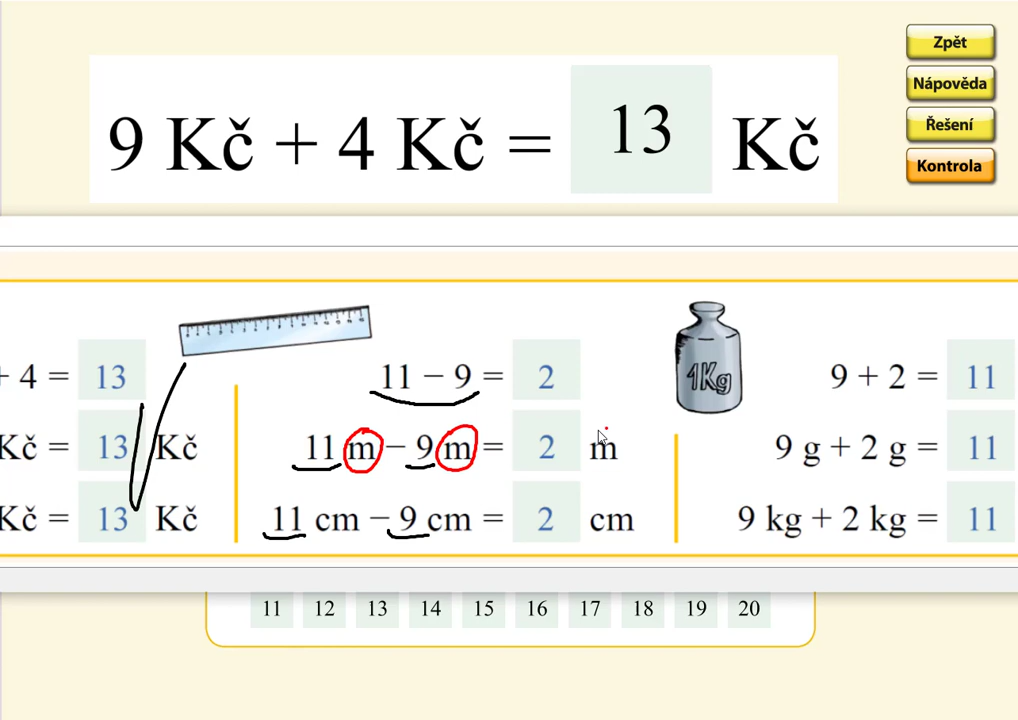 Zpět
9 Kč + 4 Kč = 13 Kč
Nápověda
Řešení
Kontrola
1Kg
+ 4 = 13
11 − 9 = 2
9 + 2 = 11
Kč = 13 Kč
11 m − 9 m = 2 m
9 g + 2 g = 11
Kč = 13 Kč
11 cm − 9 cm = 2 cm
9 kg + 2 kg = 11
11 12 13 14 15 16 17 18 19 20